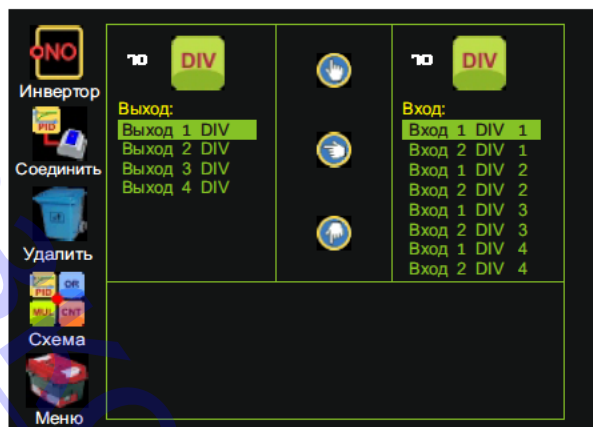 NO
Инвертор
PID
Соединить
Удалить
PID OR
MUL CNT
Схема
Меню
10 DIV
Выход:
Выход 1 DIV
Выход 2 DIV
Выход 3 DIV
Выход 4 DIV
10 DIV
Вход:
Вход 1 DIV 1
Вход 2 DIV 1
Вход 1 DIV 2
Вход 2 DIV 2
Вход 1 DIV 3
Вход 2 DIV 3
Вход 1 DIV 4
Вход 2 DIV 4